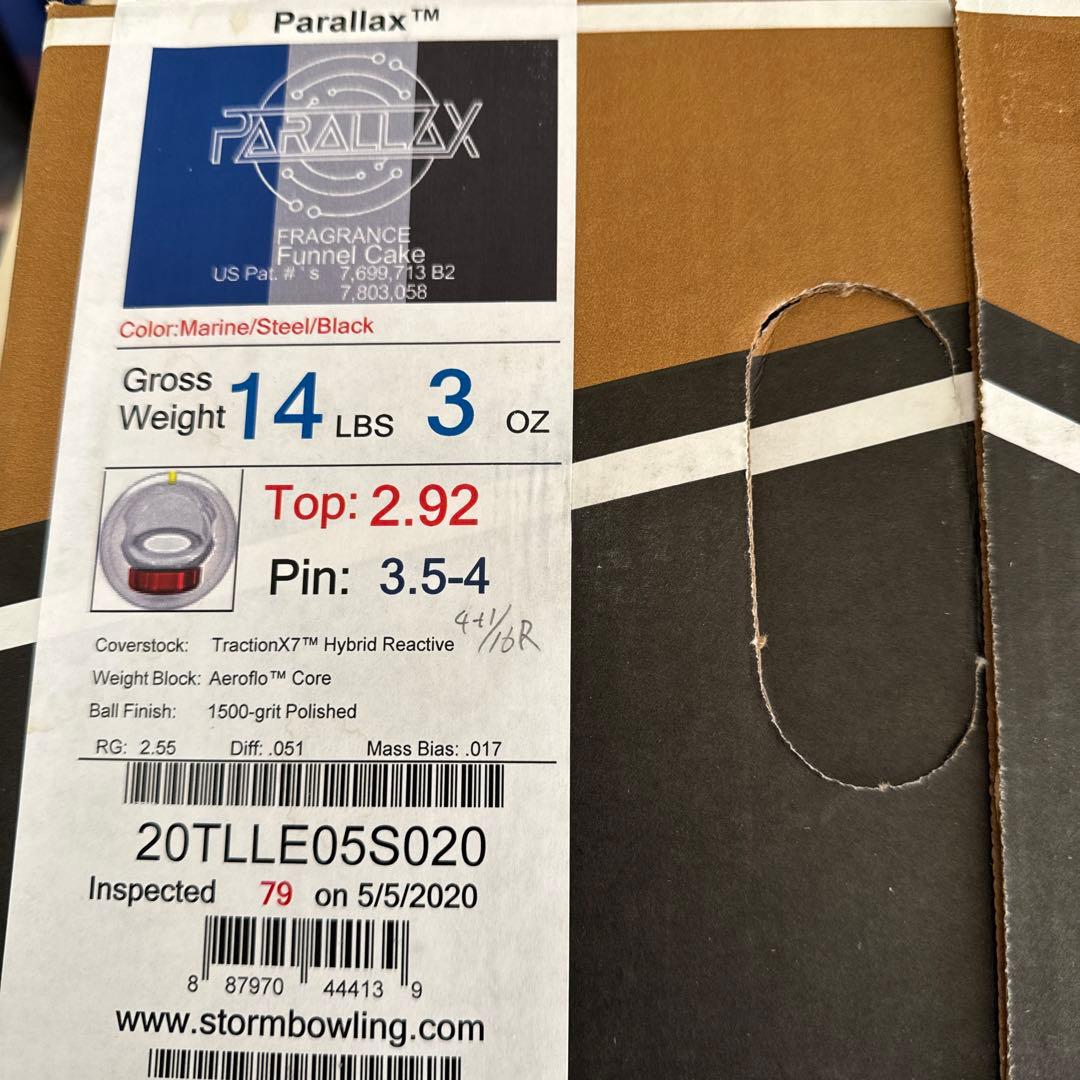 Parallax™
PARALLAX
FRAGRANCE
Funnel Cake
US Pat. #`s 7,699,713 B2
7,803,058
Color:Marine/Steel/Black
Gross Weight 14 LBS 3 OZ
Top: 2.92
Pin: 3.5-4
4+1/16R
Coverstock: TractionX7™ Hybrid Reactive
Weight Block: Aeroflo™ Core
Ball Finish: 1500-grit Polished
RG: 2.55 Diff: .051 Mass Bias: .017
20TLLE05S020
Inspected 79 on 5/5/2020
8 87970 44413 9
www.stormbowling.com